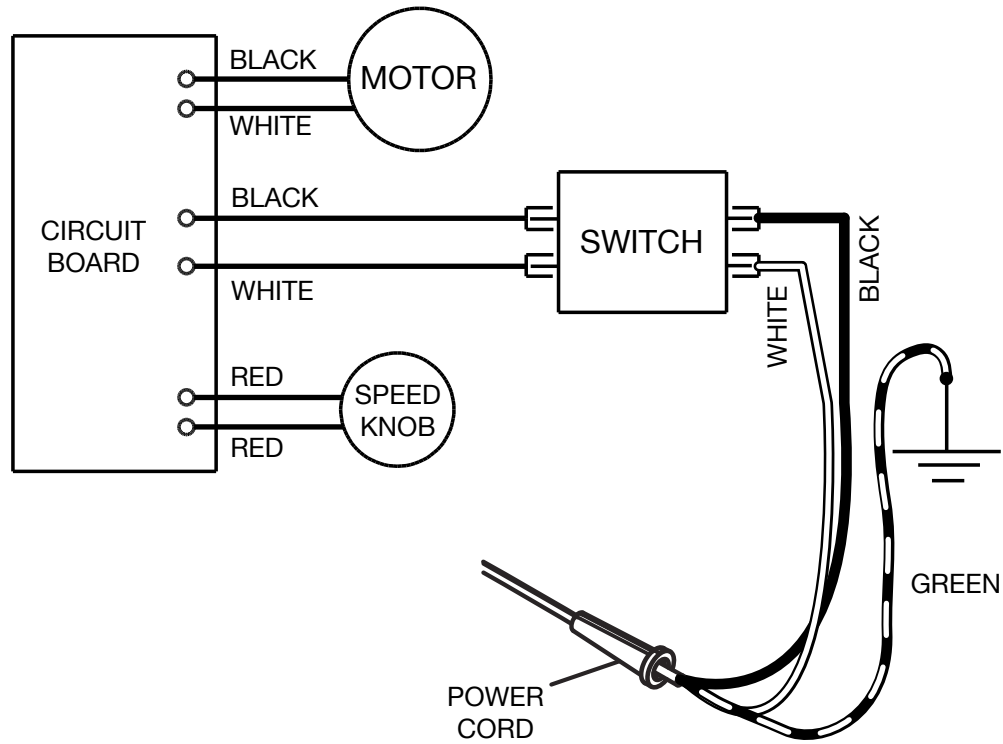 BLACK
MOTOR
WHITE
BLACK
CIRCUIT
BOARD
SWITCH
BLACK
WHITE
WHITE
RED
SPEED
KNOB
RED
GREEN
POWER
CORD